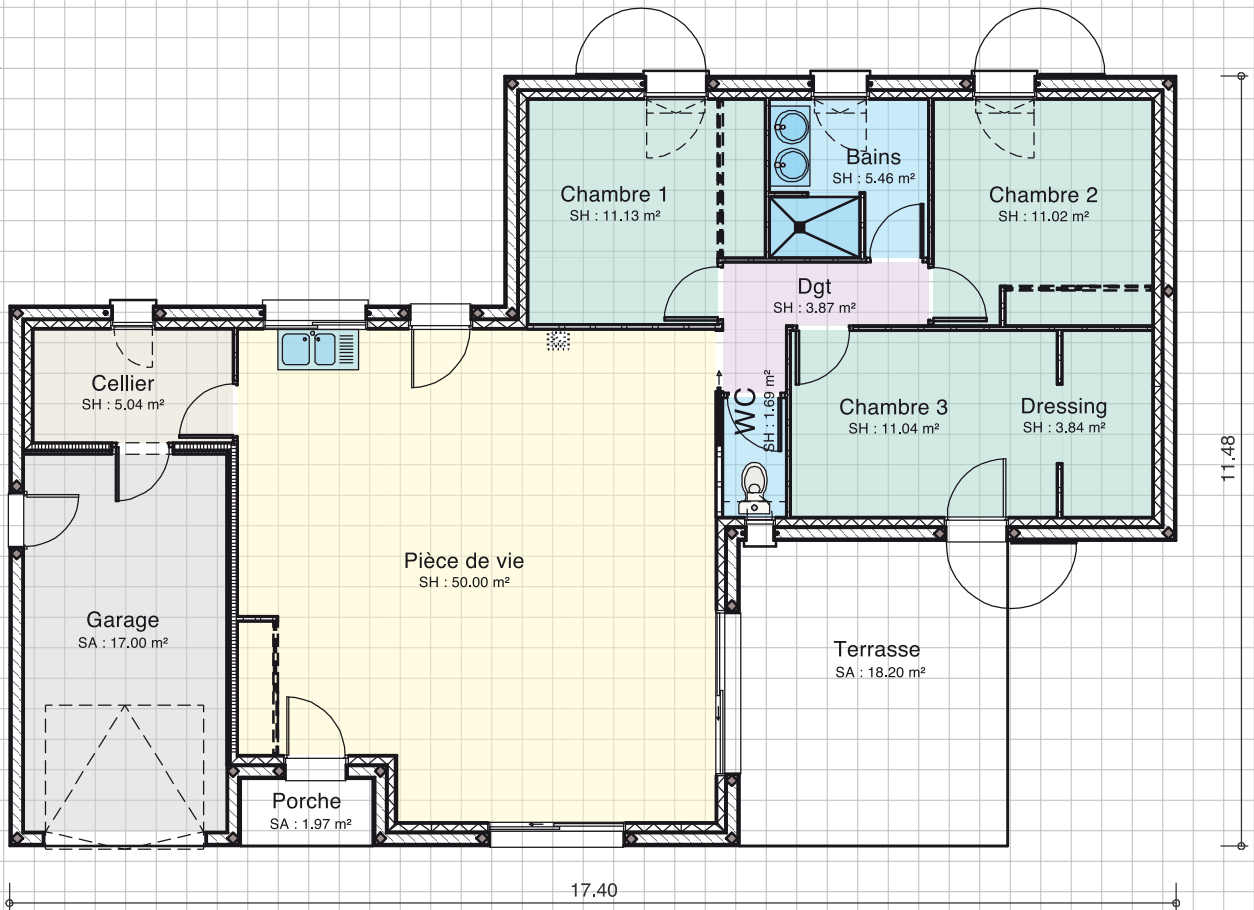 Chambre 1
SH : 11.13 m²
Bains
SH : 5.46 m²
Chambre 2
SH : 11.02 m²
Dgt
SH : 3.87 m²
Cellier
SH : 5.04 m²
WC
SH : 1.69 m²
Chambre 3
SH : 11.04 m²
Dressing
SH : 3.84 m²
11.48
Pièce de vie
SH : 50.00 m²
Garage
SA : 17.00 m²
Terrasse
SA : 18.20 m²
Porche
SA : 1.97 m²
17.40